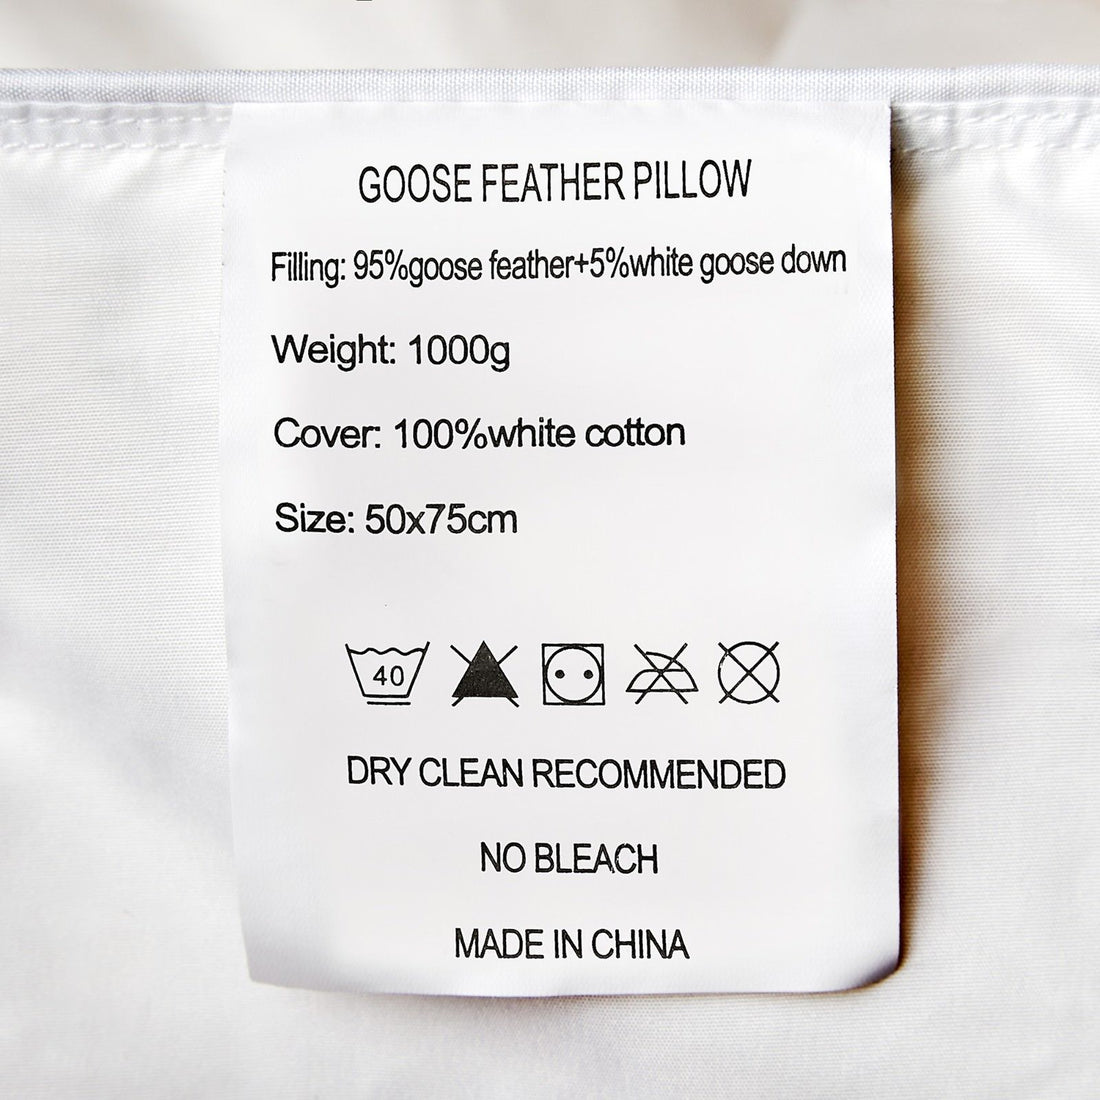 GOOSE FEATHER PILLOW
Filling: 95%goose feather+5%white goose down
Weight: 1000g
Cover: 100%white cotton
Size: 50x75cm
40
DRY CLEAN RECOMMENDED
NO BLEACH
MADE IN CHINA